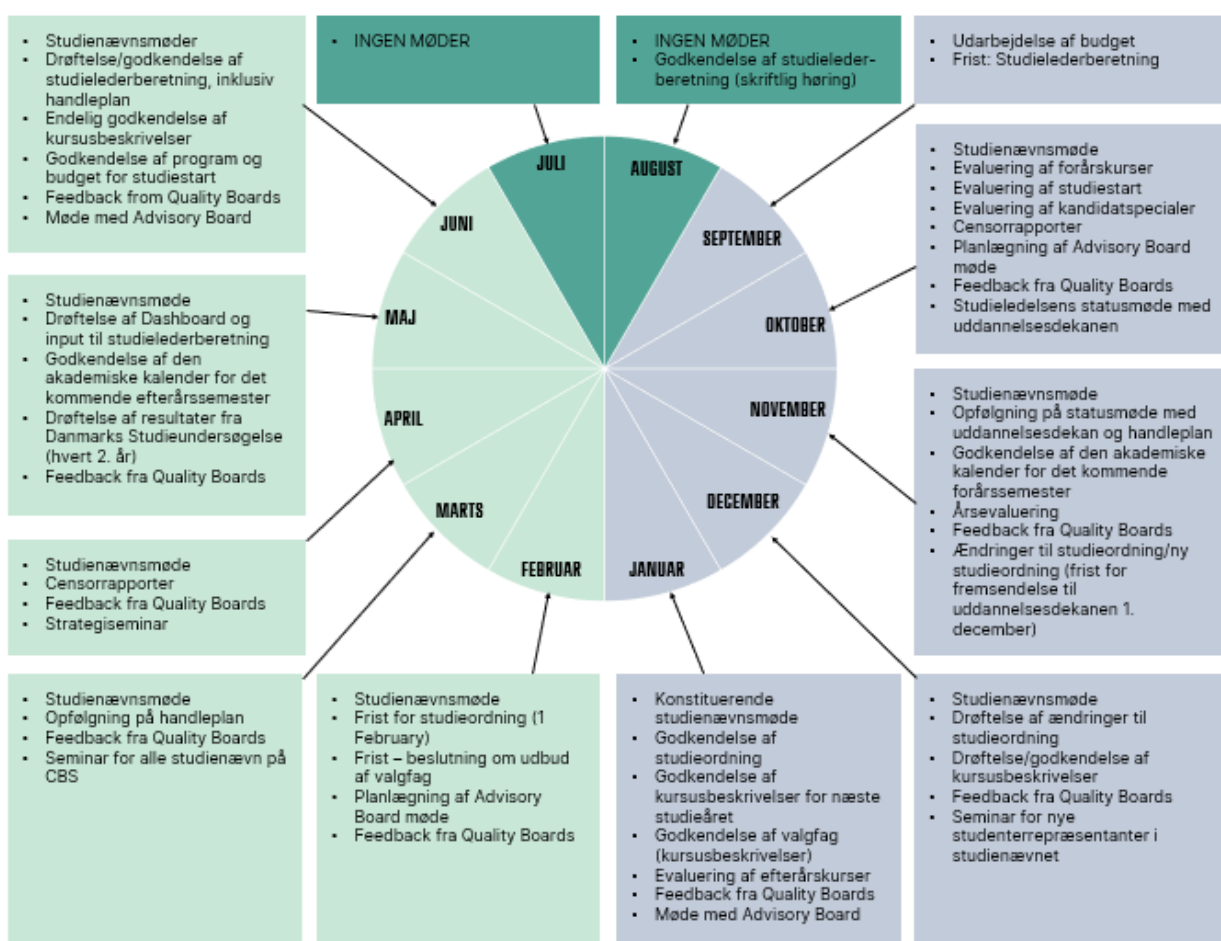 ▪ Studienævnsmøder
▪ Drøftelse/godkendelse af
studielederberetning, inklusiv
handleplan
▪ Endelig godkendelse af
kursusbeskrivelser
▪ Godkendelse af program og
budget for studiestart
▪ Feedback from Quality Boards
▪ Møde med Advisory Board
▪ INGEN MØDER
▪ INGEN MØDER
▪ Godkendelse af studieleder-
beretning (skriftlig høring)
▪ Udarbejdelse af budget
▪ Frist: Studielederberetning
▪ Studienævnsmøde
▪ Evaluering af forårskurser
▪ Evaluering af studiestart
▪ Evaluering af kandidatspecialer
▪ Censorrapporter
▪ Planlægning af Advisory Board
møde
▪ Feedback fra Quality Boards
▪ Studieledelsens statusmøde med
uddannelsesdekanen
JULI
AUGUST
JUNI
SEPTEMBER
MAJ
OKTOBER
APRIL
NOVEMBER
MARTS
DECEMBER
FEBRUAR
JANUAR
▪ Studienævnsmøde
▪ Drøftelse af Dashboard og
input til studielederberetning
▪ Godkendelse af den
akademiske kalender for det
kommende efterårssemester
▪ Drøftelse af resultater fra
Danmarks Studieundersøgelse
(hvert 2. år)
▪ Feedback fra Quality Boards
▪ Studienævnsmøde
▪ Opfølgning på statusmøde med
uddannelsesdekan og handleplan
▪ Godkendelse af den akademiske
kalender for det kommende
forårssemester
▪ Årsevaluering
▪ Feedback fra Quality Boards
▪ Ændringer til studieordning/ny
studieordning (frist for
fremsendelse til
uddannelsesdekanen 1.
december)
▪ Studienævnsmøde
▪ Censorrapporter
▪ Feedback fra Quality Boards
▪ Strategiseminar
▪ Studienævnsmøde
▪ Opfølgning på handleplan
▪ Feedback fra Quality Boards
▪ Seminar for alle studienævn på
CBS
▪ Studienævnsmøde
▪ Frist for studieordning (1
February)
▪ Frist – beslutning om udbud
af valgfag
▪ Planlægning af Advisory
Board møde
▪ Feedback fra Quality Boards
▪ Konstituerende
studienævnsmøde
▪ Godkendelse af
studieordning
▪ Godkendelse af
kursusbeskrivelser for næste
studieåret
▪ Godkendelse af valgfag
(kursusbeskrivelser)
▪ Evaluering af efterårskurser
▪ Feedback fra Quality Boards
▪ Møde med Advisory Board
▪ Studienævnsmøde
▪ Drøftelse af ændringer til
studieordning
▪ Drøftelse/godkendelse af
kursusbeskrivelser
▪ Feedback fra Quality Boards
▪ Seminar for nye
studenterrepræsentanter i
studienævnet